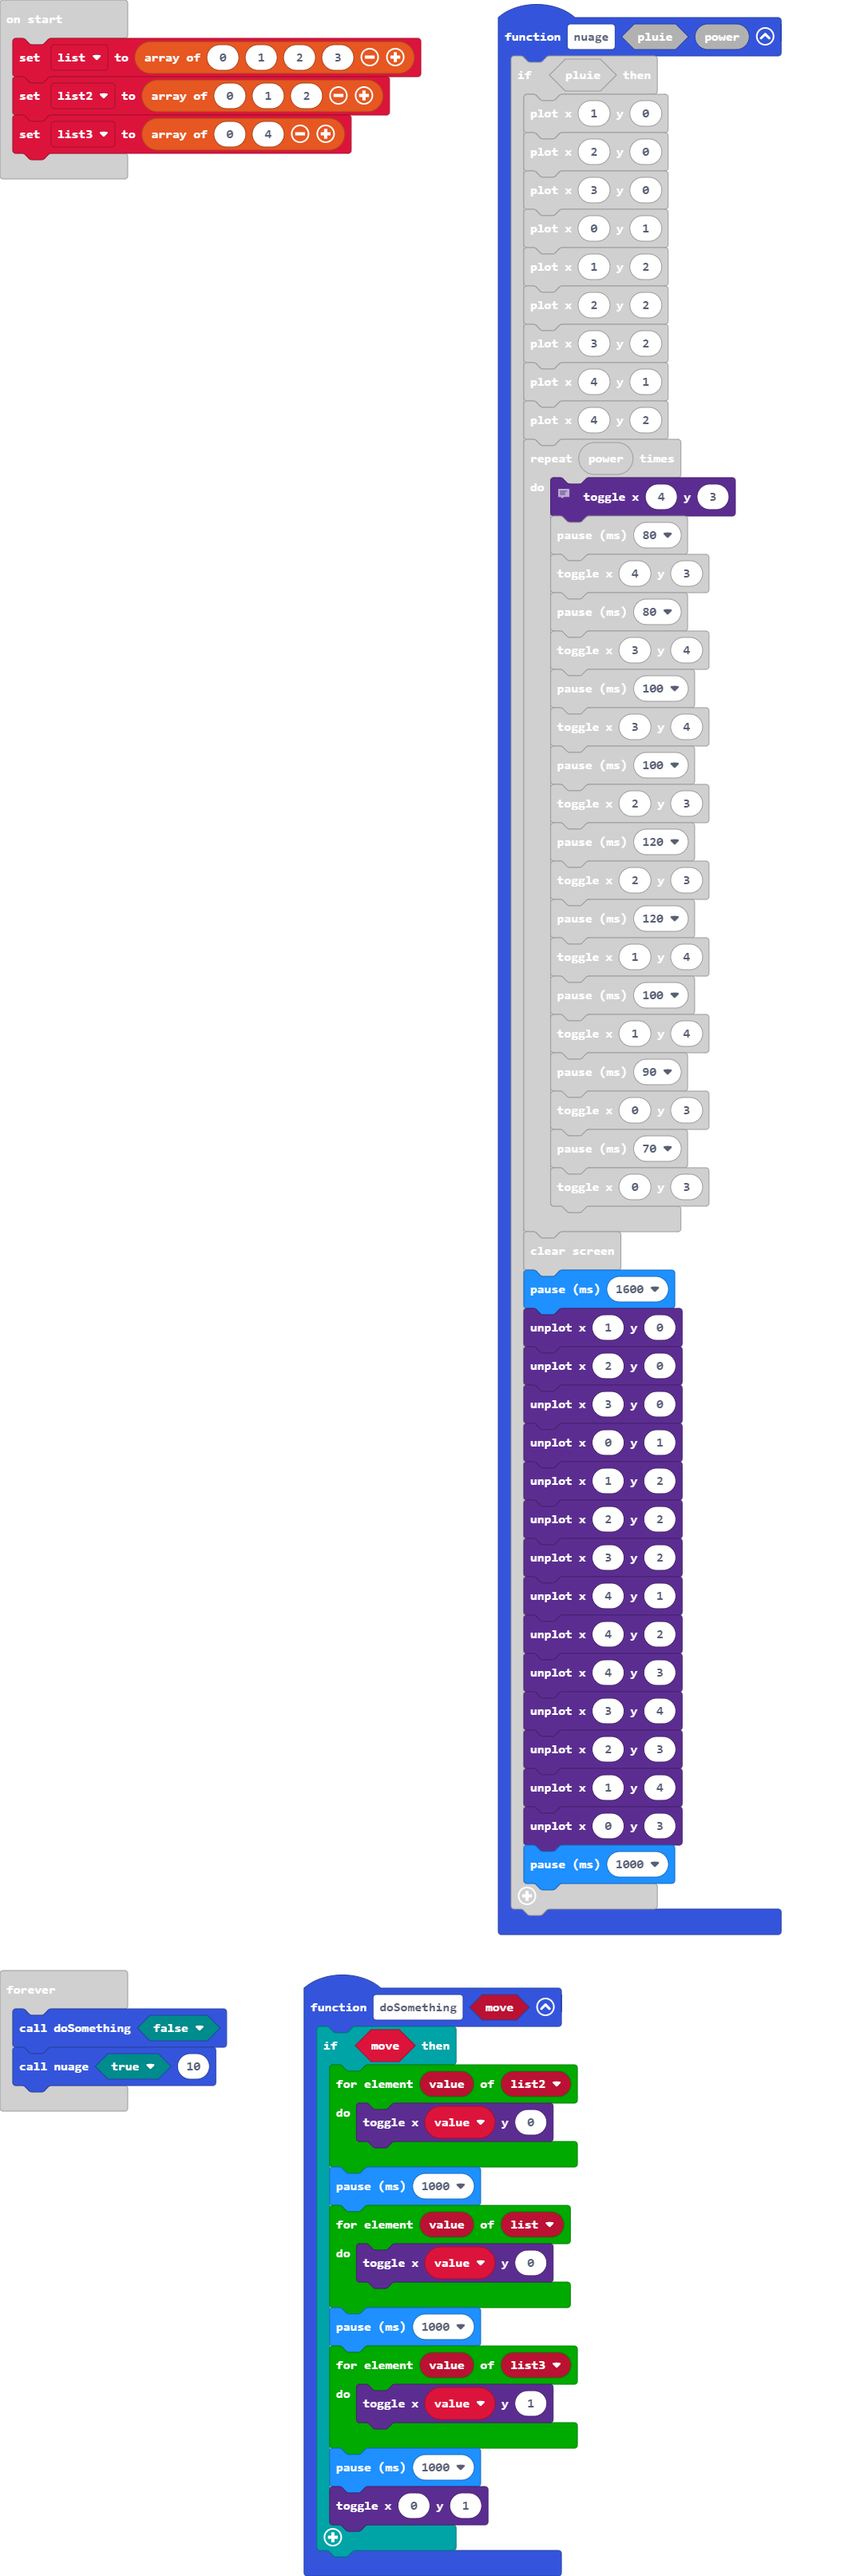 on start
set list to array of 0 1 2 3
set list2 to array of 0 1 2
set list3 to array of 0 4
function nuage pluie power
if pluie then
plot x 1 y 0
plot x 2 y 0
plot x 3 y 0
plot x 0 y 1
plot x 1 y 2
plot x 2 y 2
plot x 3 y 2
plot x 4 y 1
plot x 4 y 2
repeat power times
do toggle x 4 y 3
pause (ms) 80
toggle x 4 y 3
pause (ms) 80
toggle x 3 y 4
pause (ms) 100
toggle x 3 y 4
pause (ms) 100
toggle x 2 y 3
pause (ms) 120
toggle x 2 y 3
pause (ms) 120
toggle x 1 y 4
pause (ms) 100
toggle x 1 y 4
pause (ms) 90
toggle x 0 y 3
pause (ms) 70
toggle x 0 y 3
clear screen
pause (ms) 1600
unplot x 1 y 0
unplot x 2 y 0
unplot x 3 y 0
unplot x 0 y 1
unplot x 1 y 2
unplot x 2 y 2
unplot x 3 y 2
unplot x 4 y 1
unplot x 4 y 2
unplot x 4 y 3
unplot x 3 y 4
unplot x 2 y 3
unplot x 1 y 4
unplot x 0 y 3
pause (ms) 1000
forever
call doSomething false
call nuage true 10
function doSomething move
if move then
for element value of list2
do toggle x value y 0
pause (ms) 1000
for element value of list
do toggle x value y 0
pause (ms) 1000
for element value of list3
do toggle x value y 1
pause (ms) 1000
toggle x 0 y 1